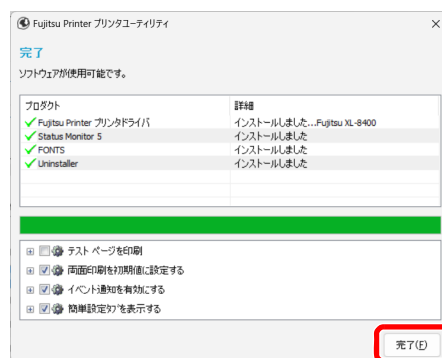 Fujitsu Printer プリンタユーティリティ
完了
ソフトウェアが使用可能です。
プロダクト 詳細
Fujitsu Printer プリンタドライバ インストールしました...Fujitsu XL-8400
Status Monitor 5 インストールしました
FONTS インストールしました
Uninstaller インストールしました
テスト ページを印刷
両面印刷を初期値に設定する
イベント通知を有効にする
簡単設定タブを表示する
完了(F)